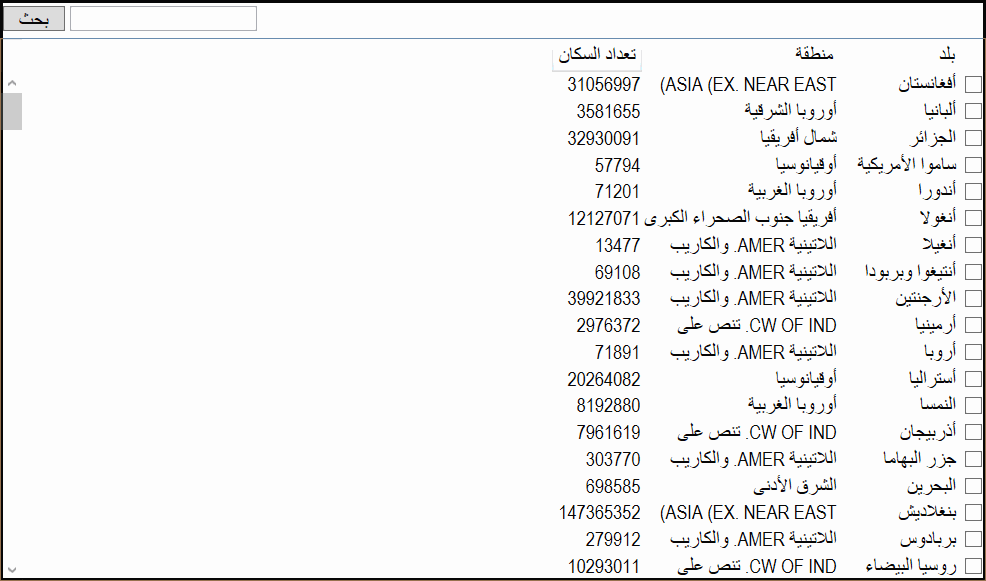 بحث
بلد منطقة تعداد السكان
أفغانستان ASIA (EX. NEAR EAST) 31056997
ألبانيا أوروبا الشرقية 3581655
الجزائر شمال أفريقيا 32930091
ساموا الأمريكية أوقيانوسيا 57794
أندورا أوروبا الغربية 71201
أنغولا أفريقيا جنوب الصحراء الكبرى 12127071
أنغيلا اللاتينية AMER. والكاريب 13477
أنتيغوا وبربودا اللاتينية AMER. والكاريب 69108
الأرجنتين اللاتينية AMER. والكاريب 39921833
أرمينيا CW OF IND. تنص على 2976372
أروبا اللاتينية AMER. والكاريب 71891
أستراليا أوقيانوسيا 20264082
النمسا أوروبا الغربية 8192880
أذربيجان CW OF IND. تنص على 7961619
جزر البهاما اللاتينية AMER. والكاريب 303770
البحرين الشرق الأدنى 698585
بنغلاديش ASIA (EX. NEAR EAST) 147365352
بربادوس اللاتينية AMER. والكاريب 279912
روسيا البيضاء CW OF IND. تنص على 10293011